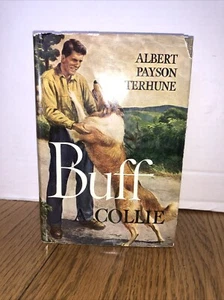 ALBERT
PAYSON
TERHUNE
Buff
A COLLIE